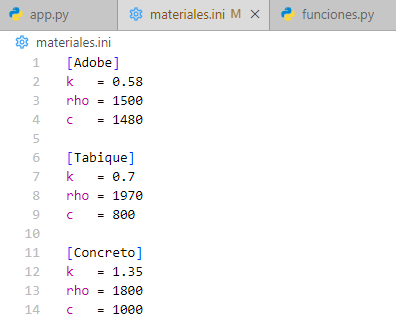 app.py materiales.ini M × funciones.py
materiales.ini
1 [Adobe]
2 k   = 0.58
3 rho = 1500
4 c   = 1480
5
6 [Tabique]
7 k   = 0.7
8 rho = 1970
9 c   = 800
10
11 [Concreto]
12 k   = 1.35
13 rho = 1800
14 c   = 1000